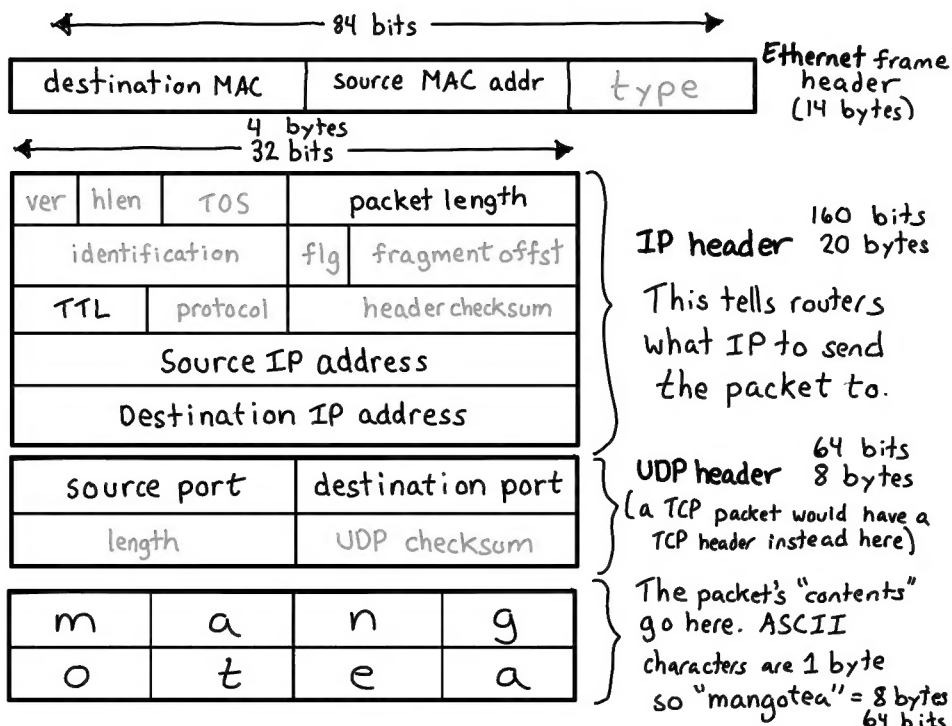 84 bits
destination MAC source MAC addr type
Ethernet frame
header
(14 bytes)
4 bytes
32 bits
ver hlen TOS packet length
identification flg fragment offst
TTL protocol header checksum
Source IP address
Destination IP address
IP header 160 bits
20 bytes
This tells routers
what IP to send
the packet to.
source port destination port
length UDP checksum
UDP header 64 bits
8 bytes
(a TCP packet would have a
TCP header instead here)
m a n g
o t e a
The packet's "contents"
go here. ASCII
characters are 1 byte
so "mangotea" = 8 bytes
64 bits